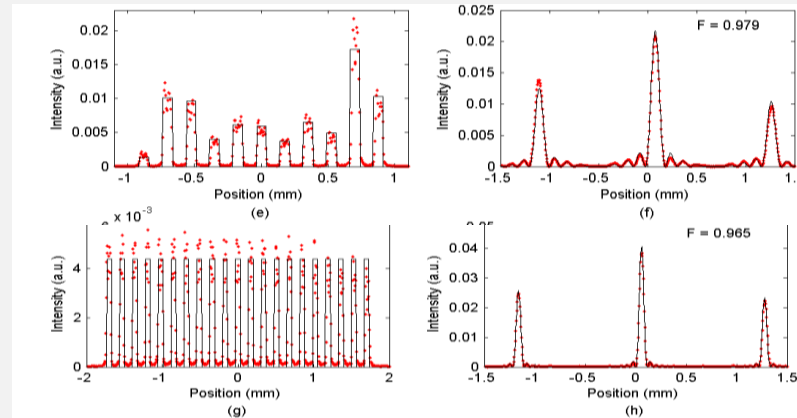 0.02
0.015
0.01
0.005
0
Intensity (a.u.)
-1 -0.5 0 0.5 1
Position (mm)
(e)
0.025
0.02
0.015
0.01
0.005
0
Intensity (a.u.)
F = 0.979
-1.5 -1 -0.5 0 0.5 1 1.5
Position (mm)
(f)
x 10⁻³
4
2
0
Intensity (a.u.)
-2 -1 0 1 2
Position (mm)
(g)
0.04
0.03
0.02
0.01
0
Intensity (a.u.)
F = 0.965
-1.5 -1 -0.5 0 0.5 1 1.5
Position (mm)
(h)